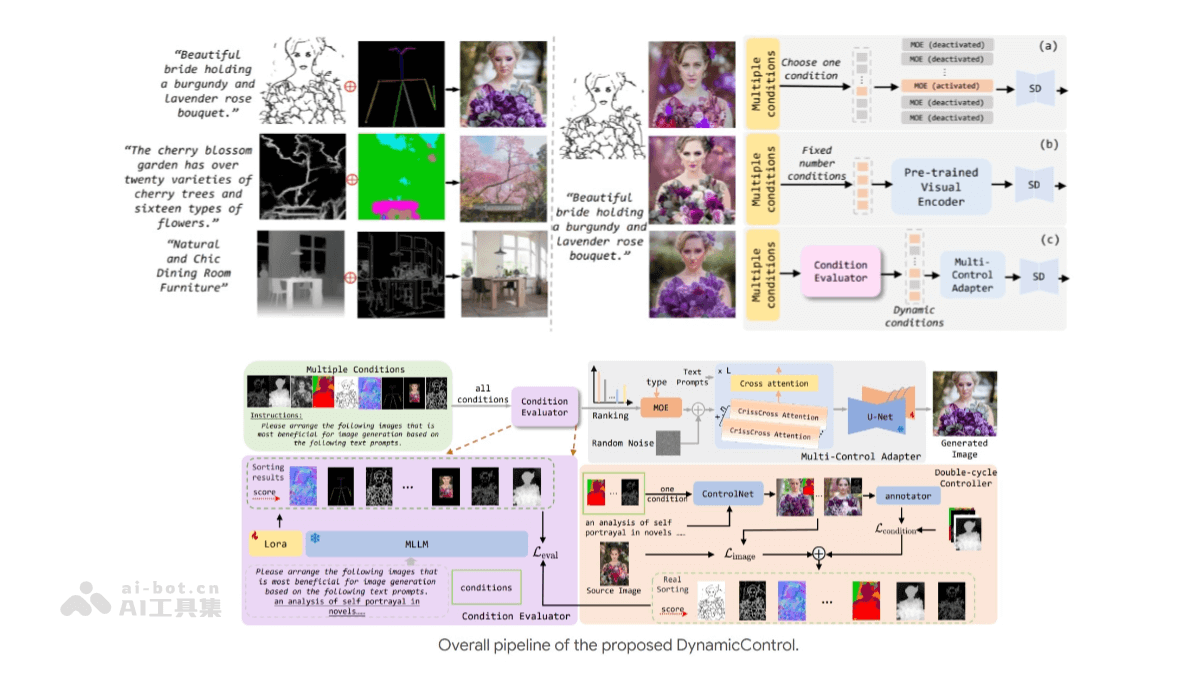 “Beautiful
bride holding
a burgundy and
lavender rose
bouquet.”
“The cherry blossom
garden has over
twenty varieties of
cherry trees and
sixteen types of
flowers.”
“Natural
and Chic
Dining Room
Furniture”
“Beautiful
bride holding
a burgundy and
lavender rose
bouquet.”
(a)
Multiple
conditions
Choose one
condition
MOE (deactivated)
MOE (deactivated)
⋮
MOE (activated)
MOE (deactivated)
MOE (deactivated)
SD
(b)
Multiple
conditions
Fixed
number
conditions
Pre-trained
Visual
Encoder
SD
(c)
Multiple
conditions
Condition
Evaluator
Dynamic
conditions
Multi-
Control
Adapter
SD
Multiple Conditions
Instructions:
Please arrange the following images that is
most beneficial for image generation based on
the following text prompts.
all
conditions
Condition
Evaluator
Ranking
type
MOE
Text
Prompts
× L
Cross attention
CrissCross Attention
CrissCross Attention
Random Noise
U-Net
Generated
Image
Multi-Control Adapter
Sorting
results
score
...
Lora
MLLM
Please arrange the following images that
is most beneficial for image generation
based on the following text prompts.
an analysis of self portrayal in
novels……
conditions
ℒeval
Condition Evaluator
Double-cycle
Controller
...
one
condition
ControlNet
...
annotator
an analysis of self
portrayal in novels ……
ℒcondition
ℒimage
Source Image
Real
Sorting
score
...
ai-bot.cn
AI工具集
Overall pipeline of the proposed DynamicControl.